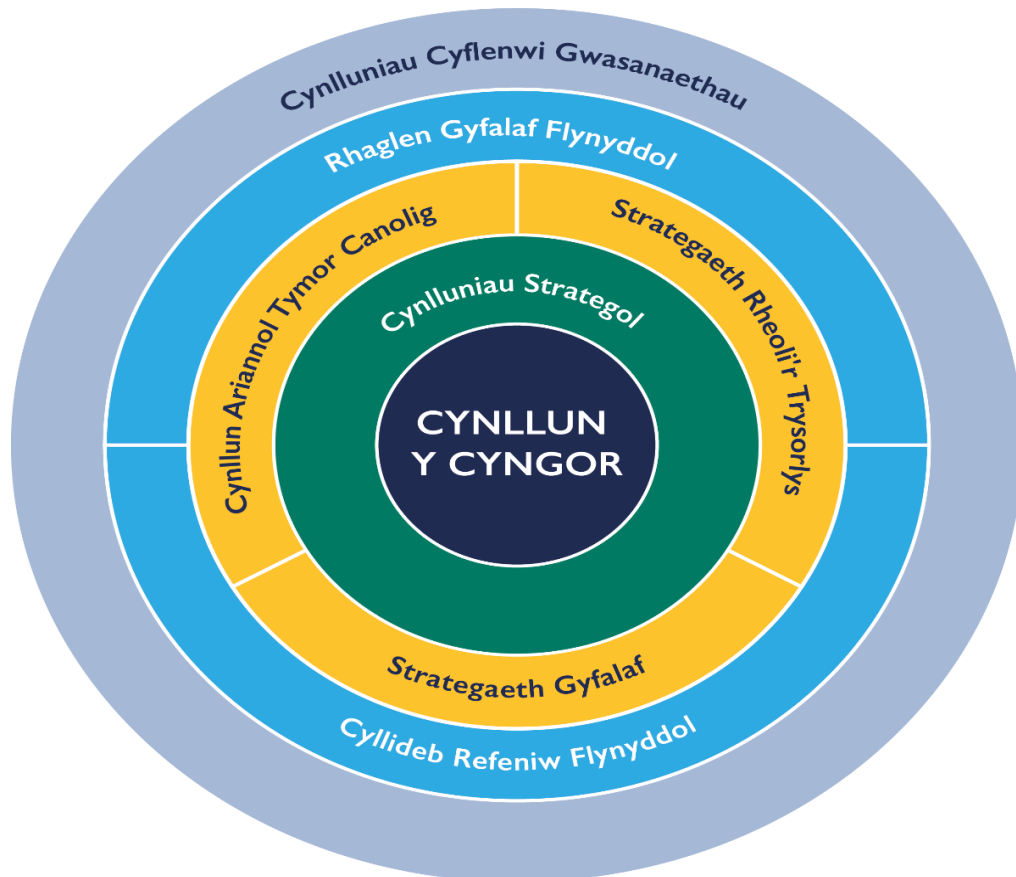 Cynlluniau Cyflenwi Gwasanaethau
Rhaglen Gyfalaf Flynyddol
Cynllun Ariannol Tymor Canolig
Strategaeth Rheoli'r Trysorlys
Cynlluniau Strategol
CYNLLUN
Y CYNGOR
Strategaeth Gyfalaf
Cyllideb Refeniw Flynyddol